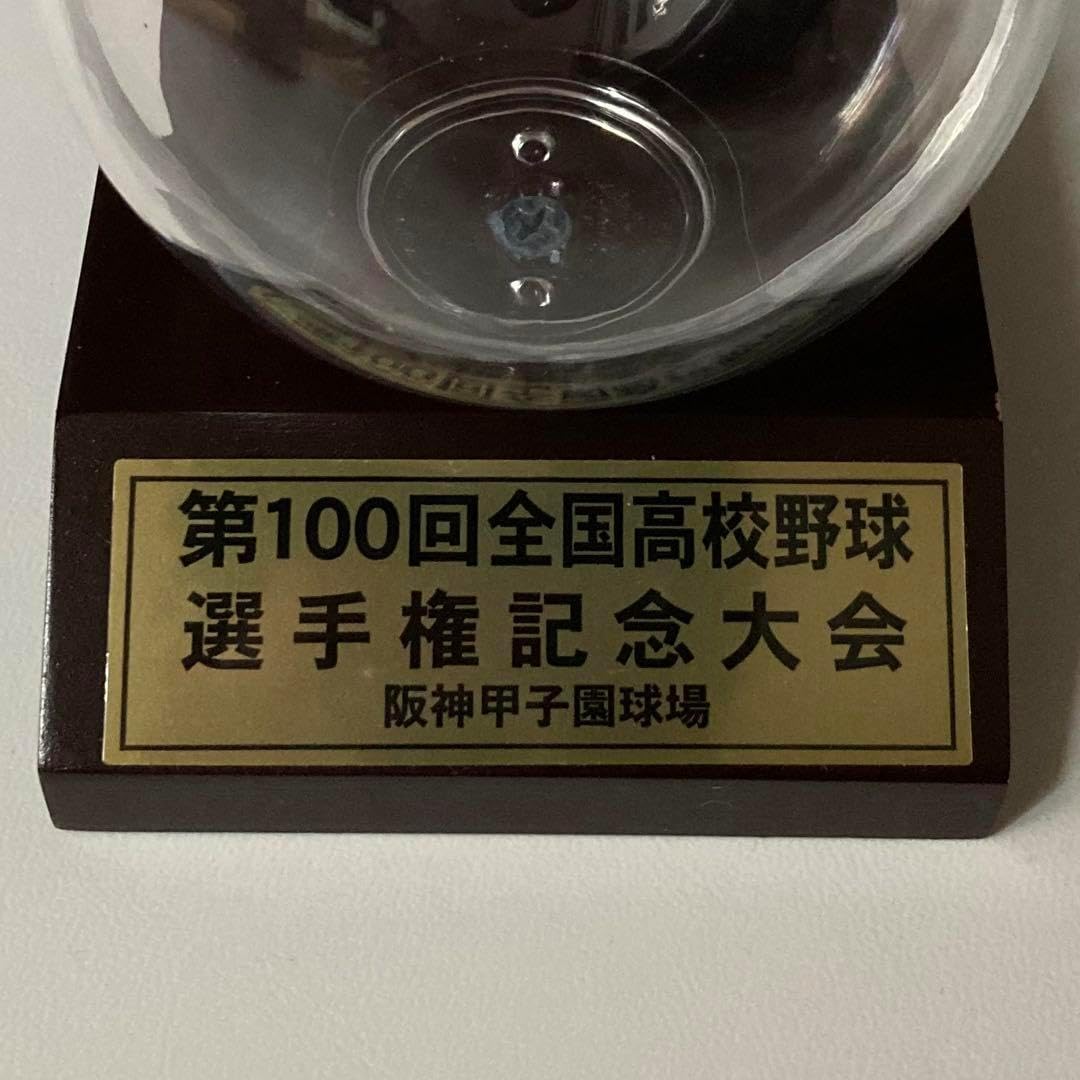 第100回全国高校野球
選手権記念大会
阪神甲子園球場